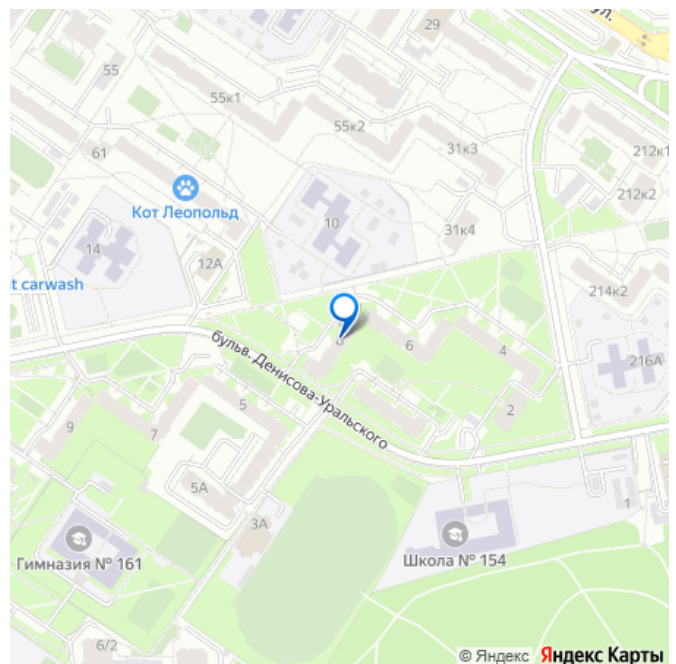 ул.
29
55
55к1
55к2
31к3
212к1
61
212к2
Кот Леопольд
10
31к4
14
12А
t carwash
214к2
8
бульв. Денисова-Уральского
6
4
216А
5
2
9
7
5А
1
3А
Гимназия № 161
Школа № 154
6/2
© Яндекс Яндекс Карты